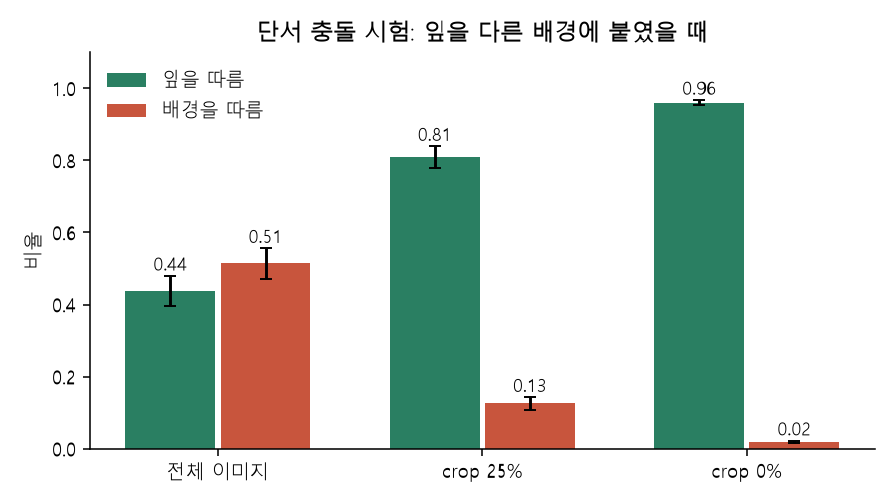 단서 충돌 시험: 잎을 다른 배경에 붙였을 때
잎을 따름
배경을 따름
비율
1.0
0.8
0.6
0.4
0.2
0.0
0.44
0.51
0.81
0.13
0.96
0.02
전체 이미지
crop 25%
crop 0%